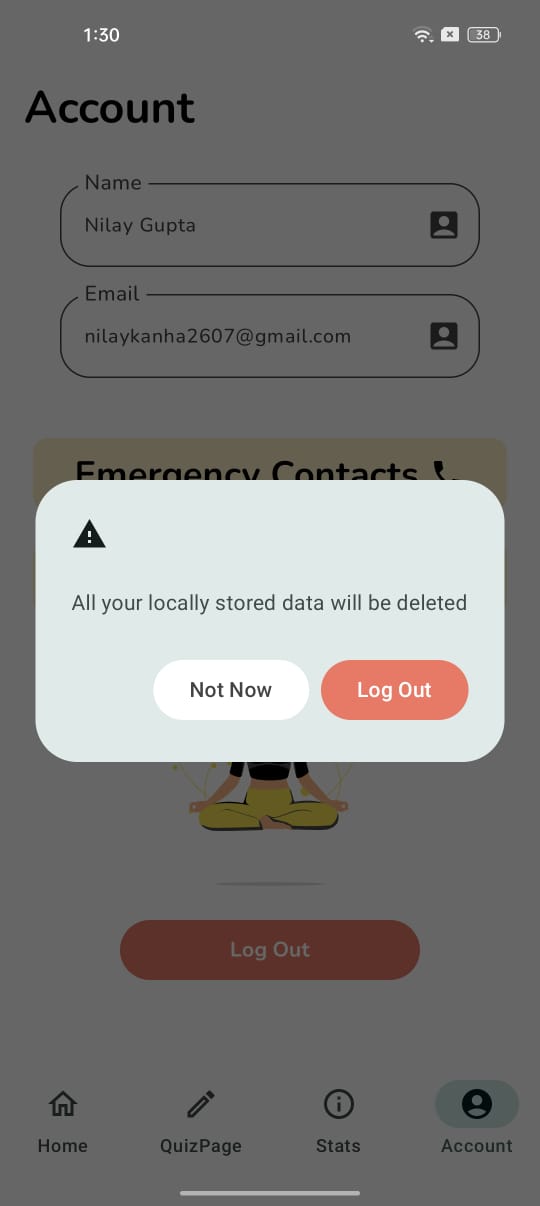 1:30
38
Account
Name
Nilay Gupta
Email
nilaykanha2607@gmail.com
Emergency Contacts
All your locally stored data will be deleted
Not Now
Log Out
Log Out
Home
QuizPage
Stats
Account